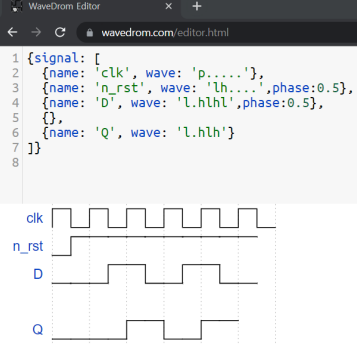 WaveDrom Editor
wavedrom.com/editor.html
1 {signal: [
2 {name: 'clk', wave: 'p.....'},
3 {name: 'n_rst', wave: 'lh....',phase:0.5},
4 {name: 'D', wave: 'l.hlhl',phase:0.5},
5 {},
6 {name: 'Q', wave: 'l.hlh'}
7 ]}
8
clk
n_rst
D
Q